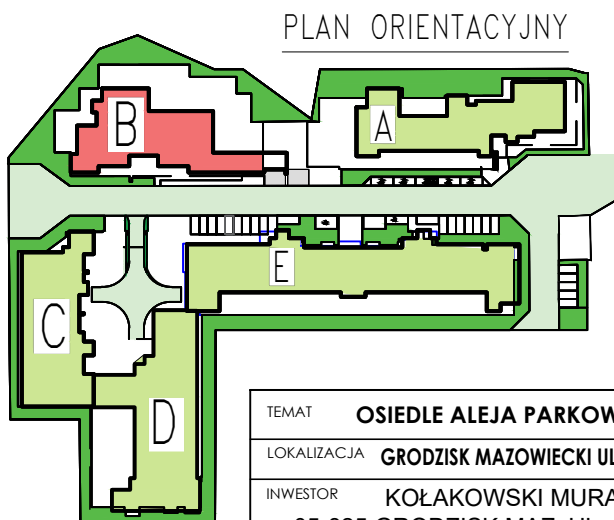 PLAN ORIENTACYJNY
B
A
E
C
D
TEMAT OSIEDLE ALEJA PARKOW
LOKALIZACJA GRODZISK MAZOWIECKI UL
INWESTOR KOŁAKOWSKI MURA